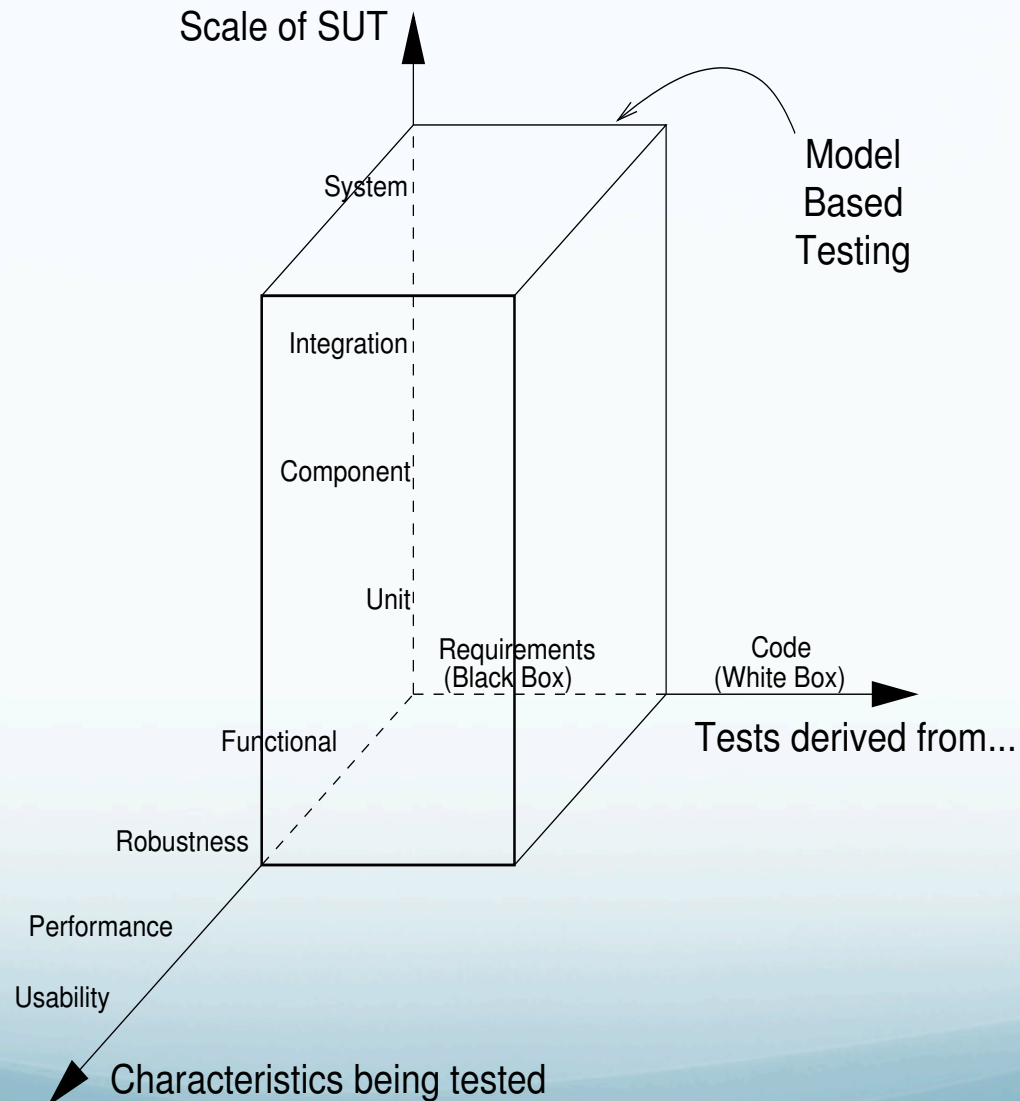 Scale of SUT
Model
Based
Testing
System
Integration
Component
Unit
Requirements
(Black Box)
Code
(White Box)
Tests derived from...
Functional
Robustness
Performance
Usability
Characteristics being tested